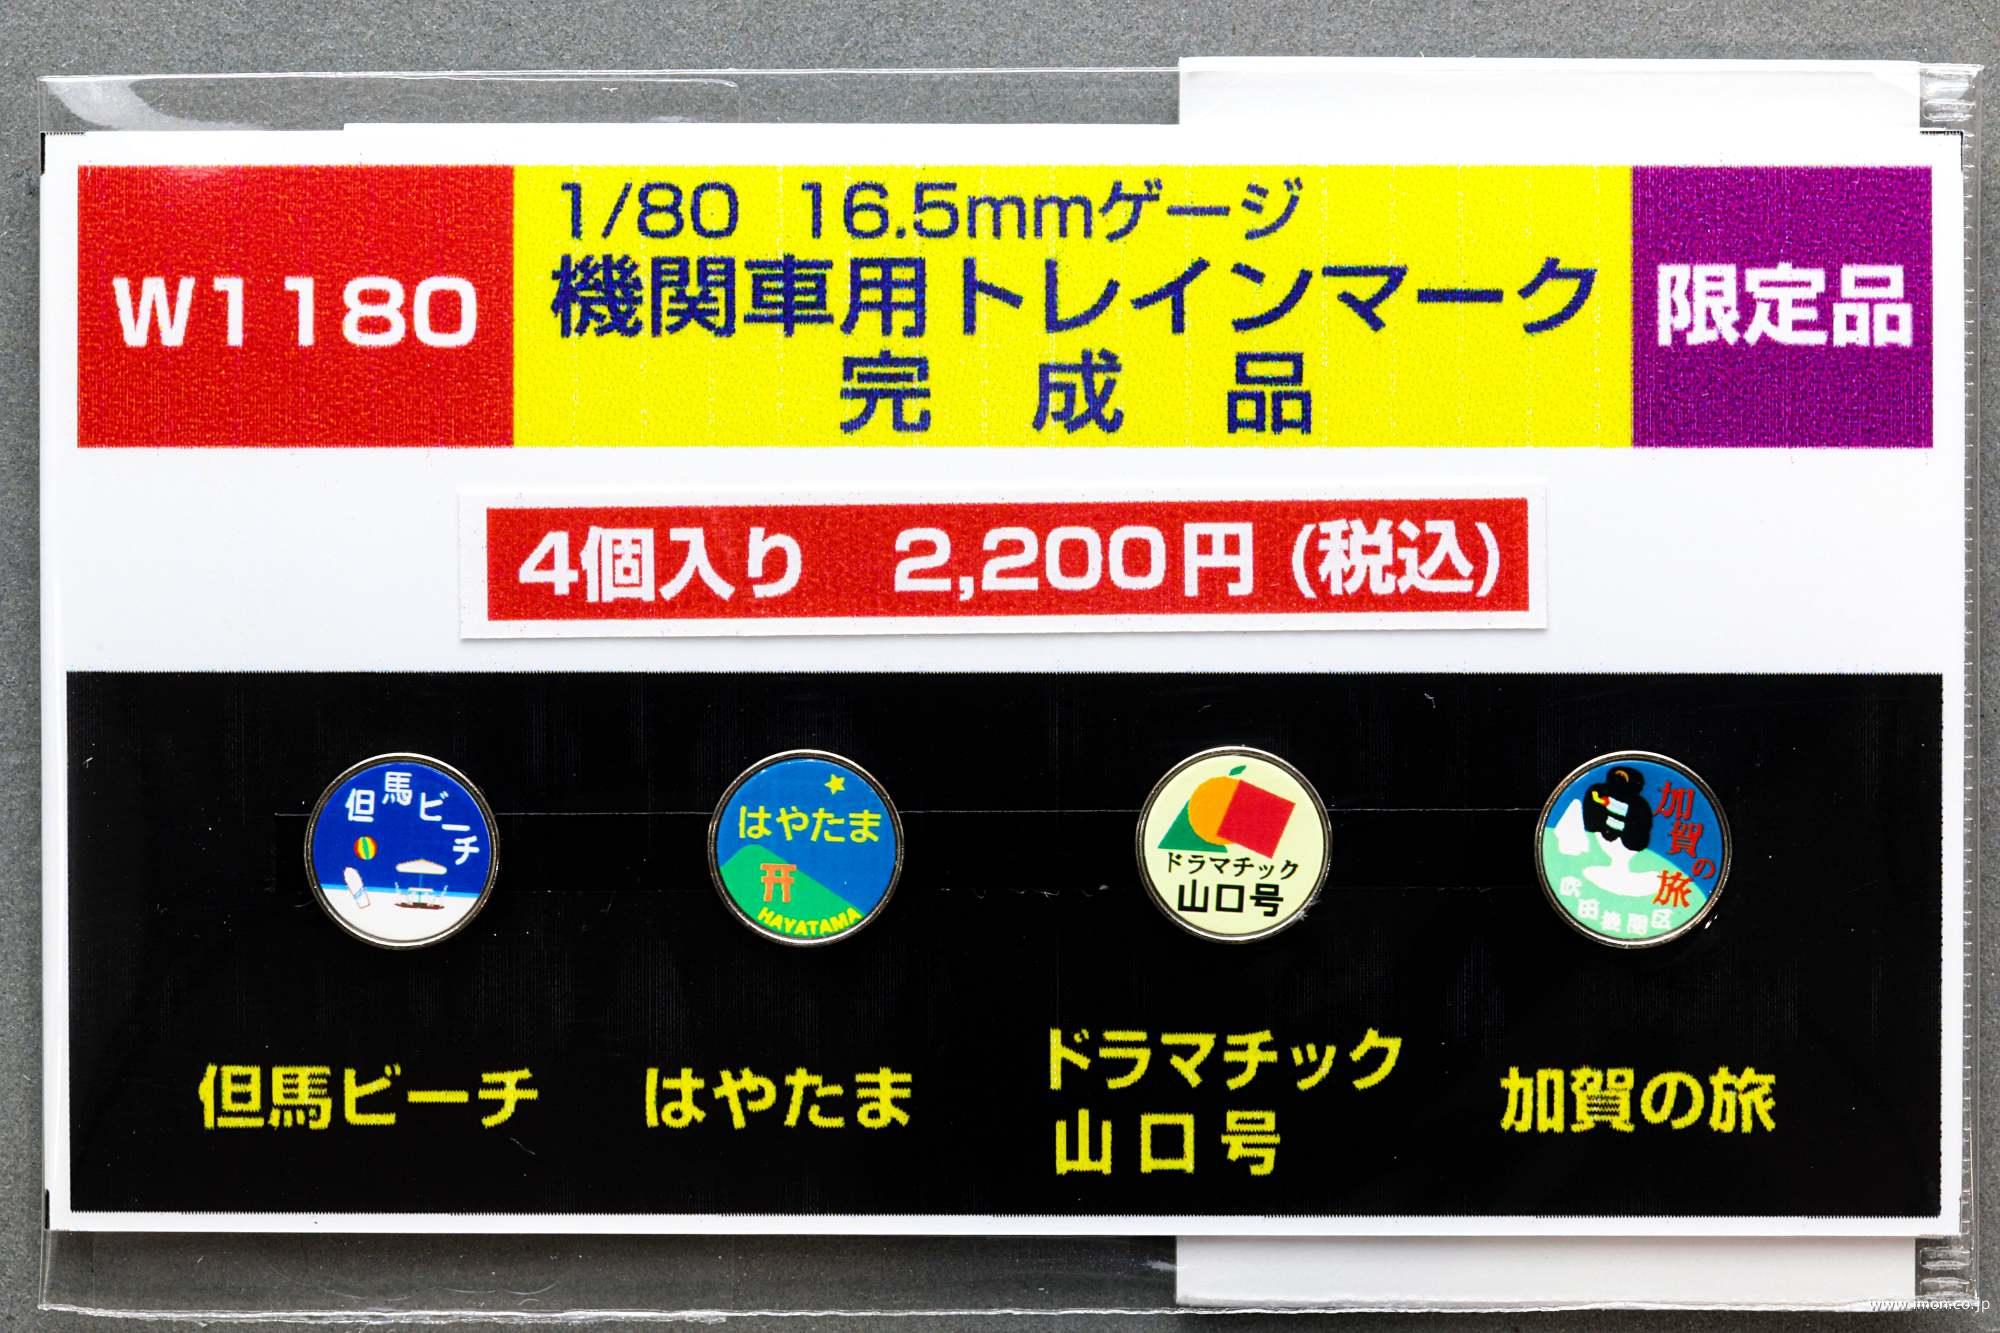 W1180
1/80 16.5mmゲージ
機関車用トレインマーク
完 成 品
限定品
4個入り 2,200円 (税込)
但馬ビーチ
はやたま
HAYATAMA
ドラマチック
山口号
加賀の旅
但馬ビーチ
はやたま
ドラマチック
山口号
加賀の旅
www.imon.co.jp